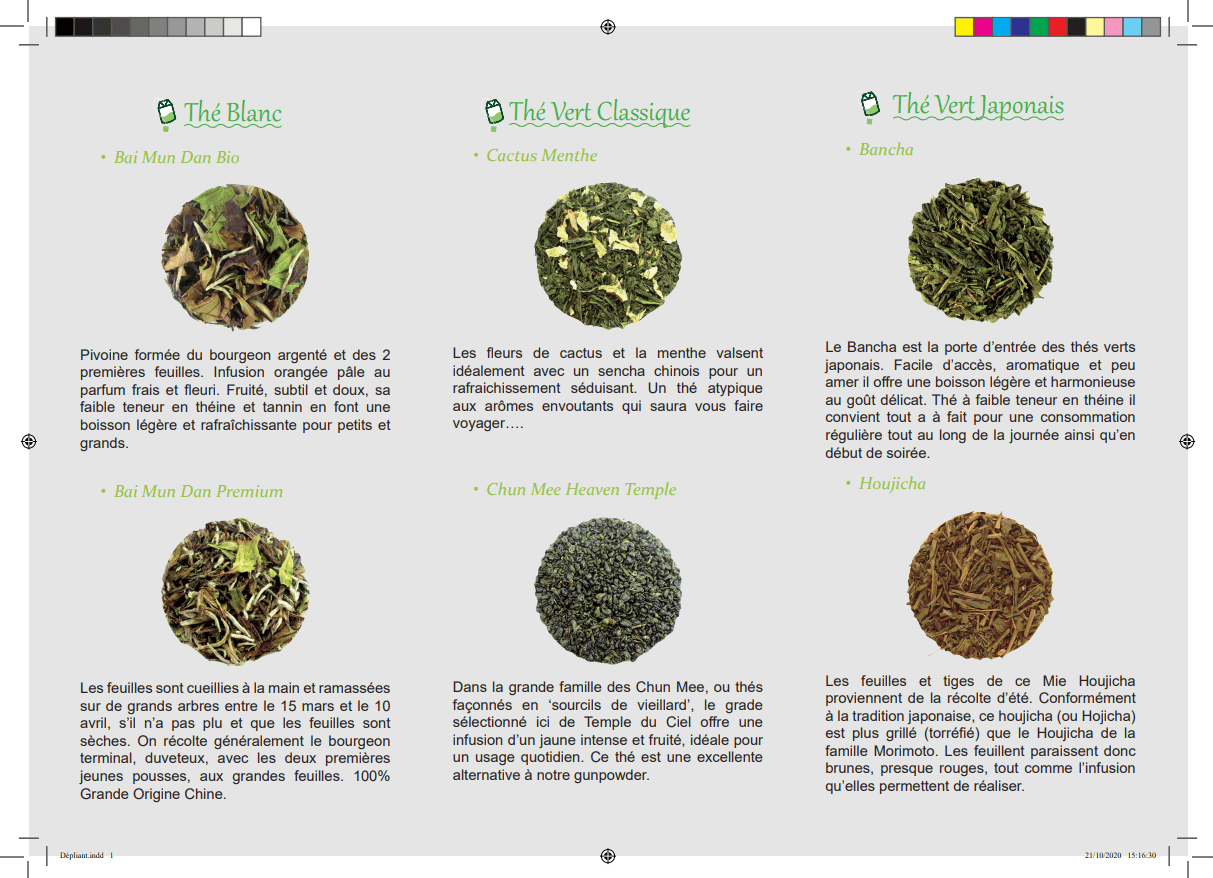 Thé Blanc
• Bai Mun Dan Bio
Pivoine formée du bourgeon argenté et des 2
premières feuilles. Infusion orangée pâle au
parfum frais et fleuri. Fruité, subtil et doux, sa
faible teneur en théine et tannin en font une
boisson légère et rafraîchissante pour petits et
grands.
• Bai Mun Dan Premium
Les feuilles sont cueillies à la main et ramassées
sur de grands arbres entre le 15 mars et le 10
avril, s’il n’a pas plu et que les feuilles sont
sèches. On récolte généralement le bourgeon
terminal, duveteux, avec les deux premières
jeunes pousses, aux grandes feuilles. 100%
Grande Origine Chine.
Thé Vert Classique
• Cactus Menthe
Les fleurs de cactus et la menthe valsent
idéalement avec un sencha chinois pour un
rafraichissement séduisant. Un thé atypique
aux arômes envoutants qui saura vous faire
voyager….
• Chun Mee Heaven Temple
Dans la grande famille des Chun Mee, ou thés
façonnés en ‘sourcils de vieillard’, le grade
sélectionné ici de Temple du Ciel offre une
infusion d’un jaune intense et fruité, idéale pour
un usage quotidien. Ce thé est une excellente
alternative à notre gunpowder.
Thé Vert Japonais
• Bancha
Le Bancha est la porte d’entrée des thés verts
japonais. Facile d’accès, aromatique et peu
amer il offre une boisson légère et harmonieuse
au goût délicat. Thé à faible teneur en théine il
convient tout a à fait pour une consommation
régulière tout au long de la journée ainsi qu’en
début de soirée.
• Houjicha
Les feuilles et tiges de ce Mie Houjicha
proviennent de la récolte d’été. Conformément
à la tradition japonaise, ce houjicha (ou Hojicha)
est plus grillé (torréfié) que le Houjicha de la
famille Morimoto. Les feuillent paraissent donc
brunes, presque rouges, tout comme l’infusion
qu’elles permettent de réaliser.
Dépliant.indd 1
21/10/2020 15:16:30